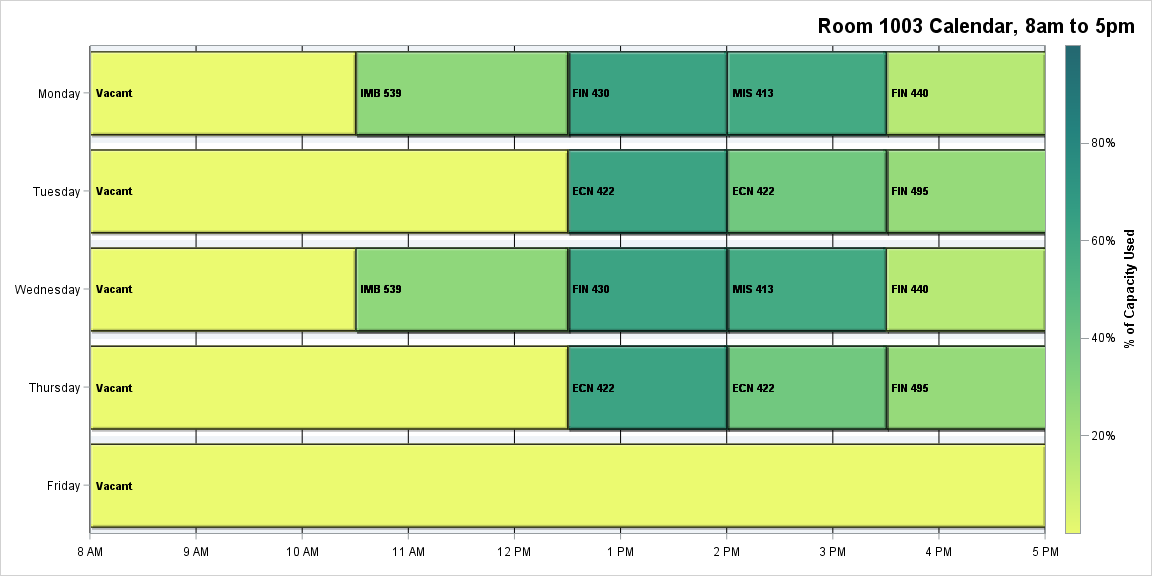 Room 1003 Calendar, 8am to 5pm
Monday Vacant IMB 539 FIN 430 MIS 413 FIN 440
Tuesday Vacant ECN 422 ECN 422 FIN 495
Wednesday Vacant IMB 539 FIN 430 MIS 413 FIN 440
Thursday Vacant ECN 422 ECN 422 FIN 495
Friday Vacant
8 AM 9 AM 10 AM 11 AM 12 PM 1 PM 2 PM 3 PM 4 PM 5 PM
80%
60%
40%
20%
% of Capacity Used